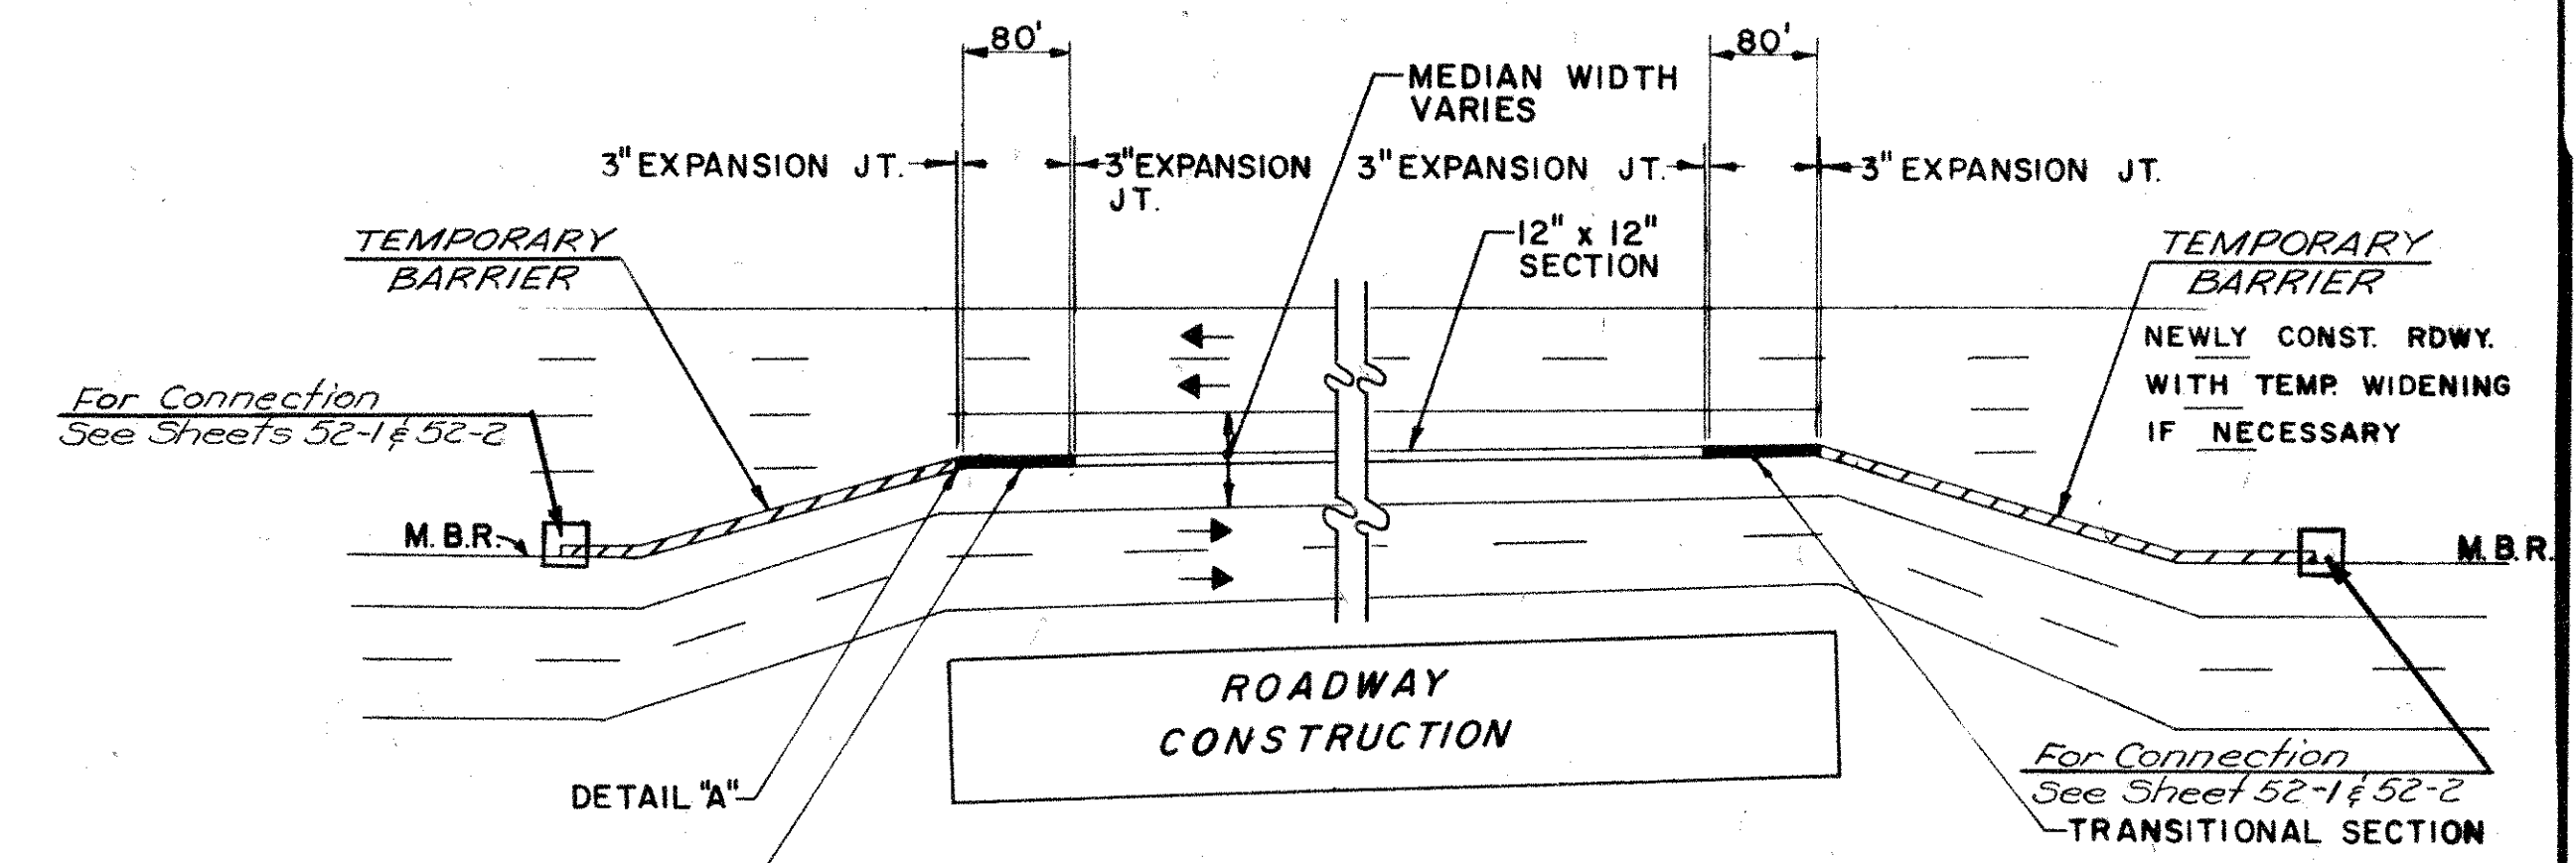 80'
80'
MEDIAN WIDTH
VARIES
3" EXPANSION JT.
3" EXPANSION
JT.
3" EXPANSION JT.
3" EXPANSION JT.
12" x 12"
SECTION
TEMPORARY
BARRIER
TEMPORARY
BARRIER
NEWLY CONST. RDWY.
WITH TEMP. WIDENING
IF NECESSARY
For Connection
See Sheets 52-1 & 52-2
M.B.R.
M.B.R.
ROADWAY
CONSTRUCTION
DETAIL "A"
For Connection
See Sheet 52-1 & 52-2
TRANSITIONAL SECTION